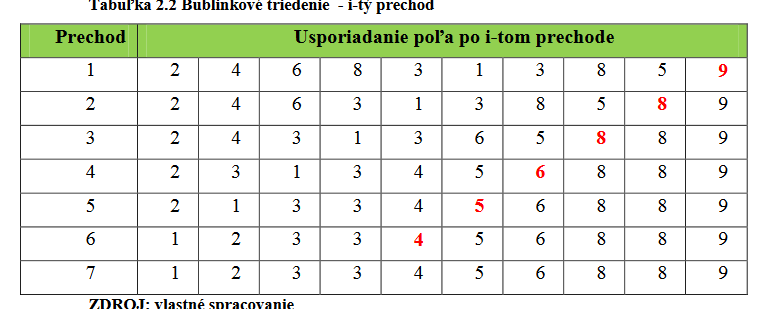 Tabuľka 2.2 Bublinkové triedenie - i-tý prechod
Prechod Usporiadanie poľa po i-tom prechode
1 2 4 6 8 3 1 3 8 5 9
2 2 4 6 3 1 3 8 5 8 9
3 2 4 3 1 3 6 5 8 8 9
4 2 3 1 3 4 5 6 8 8 9
5 2 1 3 3 4 5 6 8 8 9
6 1 2 3 3 4 5 6 8 8 9
7 1 2 3 3 4 5 6 8 8 9
ZDROJ: vlastné spracovanie